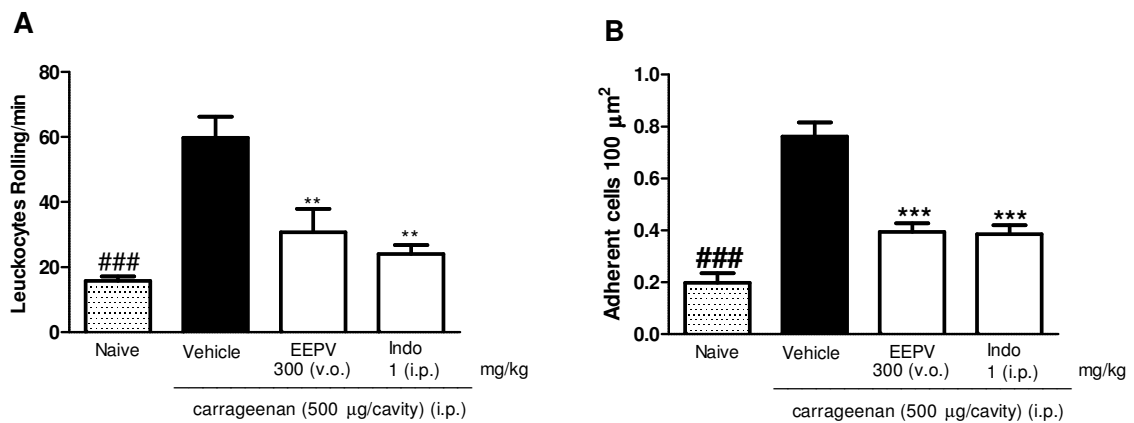 A
Leuckocytes Rolling/min
80
60
40
20
0
###
**
**
Naive
Vehicle
EEPV
300 (v.o.)
Indo
1 (i.p.)
mg/kg
carrageenan (500 µg/cavity) (i.p.)
B
Adherent cells 100 µm²
1.0
0.8
0.6
0.4
0.2
0.0
###
***
***
Naive
Vehicle
EEPV
300 (v.o.)
Indo
1 (i.p.)
mg/kg
carrageenan (500 µg/cavity) (i.p.)